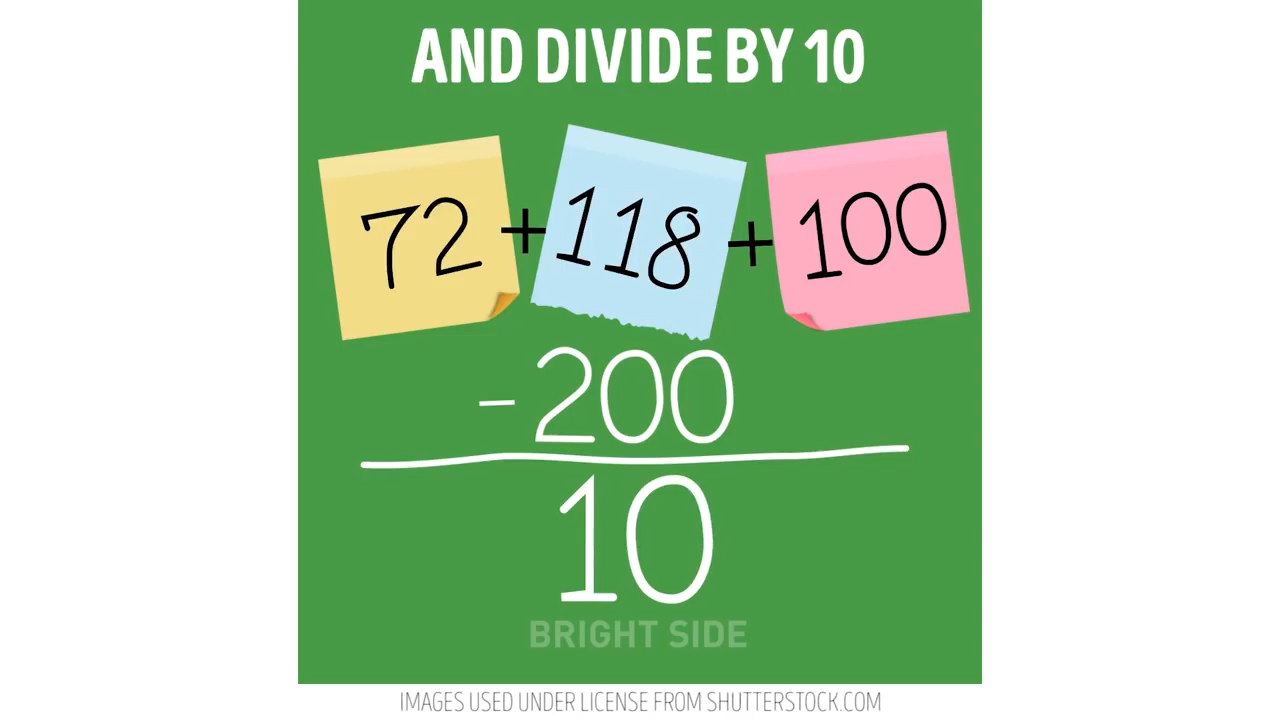 AND DIVIDE BY 10
72 + 118 + 100
- 200
10
BRIGHT SIDE
IMAGES USED UNDER LICENSE FROM SHUTTERSTOCK.COM